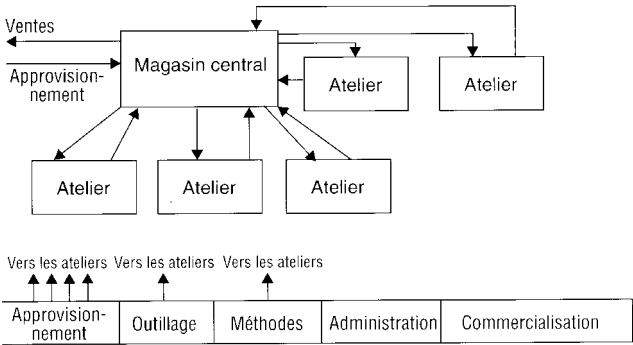 Ventes
Approvision-
nement
Magasin central
Atelier
Atelier
Atelier
Atelier
Atelier
Vers les ateliers
Vers les ateliers
Vers les ateliers
Approvision-
nement
Outillage
Méthodes
Administration
Commercialisation